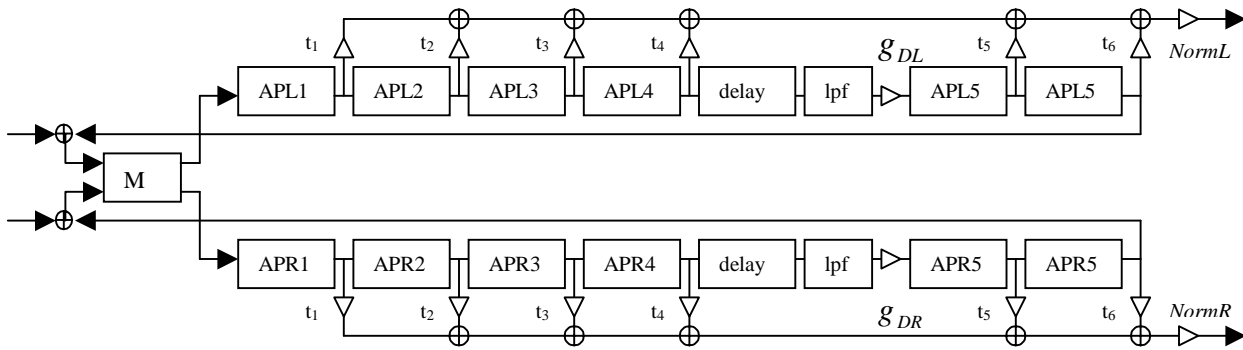 t1 t2 t3 t4 gDL t5 t6 NormL
APL1 APL2 APL3 APL4 delay lpf APL5 APL5
M
APR1 APR2 APR3 APR4 delay lpf APR5 APR5
t1 t2 t3 t4 gDR t5 t6 NormR